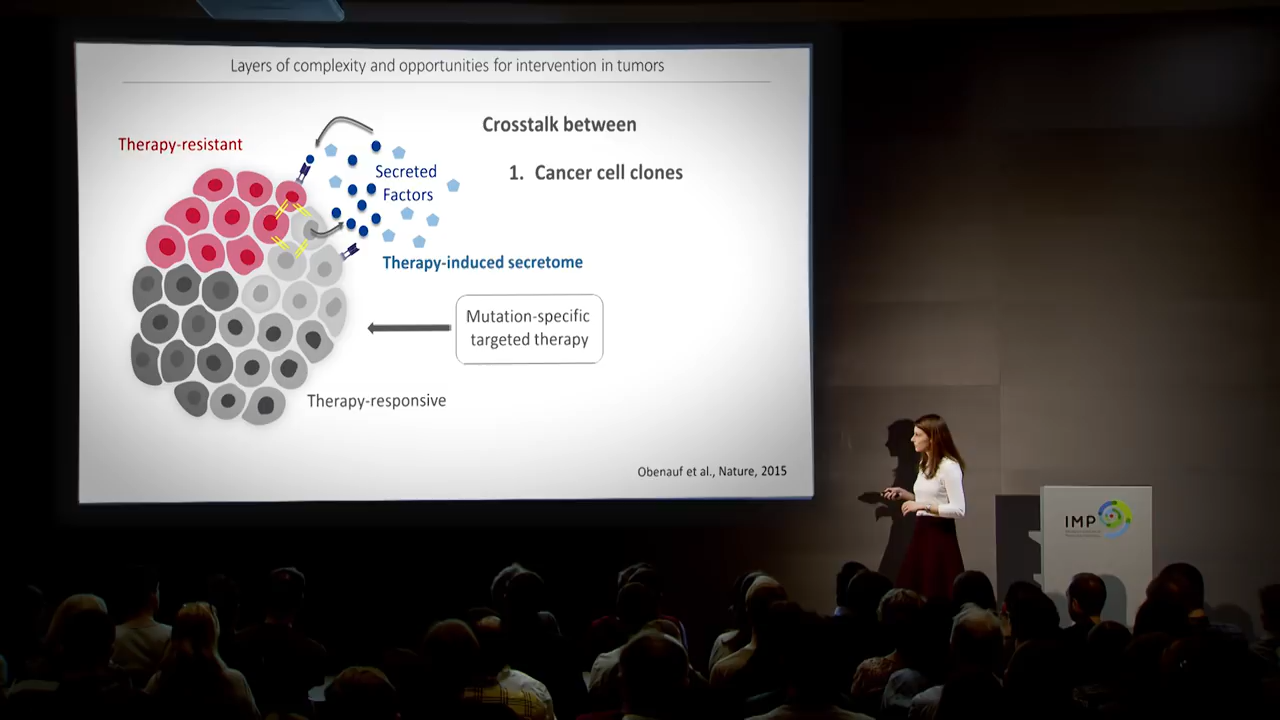 Layers of complexity and opportunities for intervention in tumors
Crosstalk between
Therapy-resistant
1. Cancer cell clones
Secreted
Factors
Therapy-induced secretome
Mutation-specific
targeted therapy
Therapy-responsive
Obenauf et al., Nature, 2015
IMP